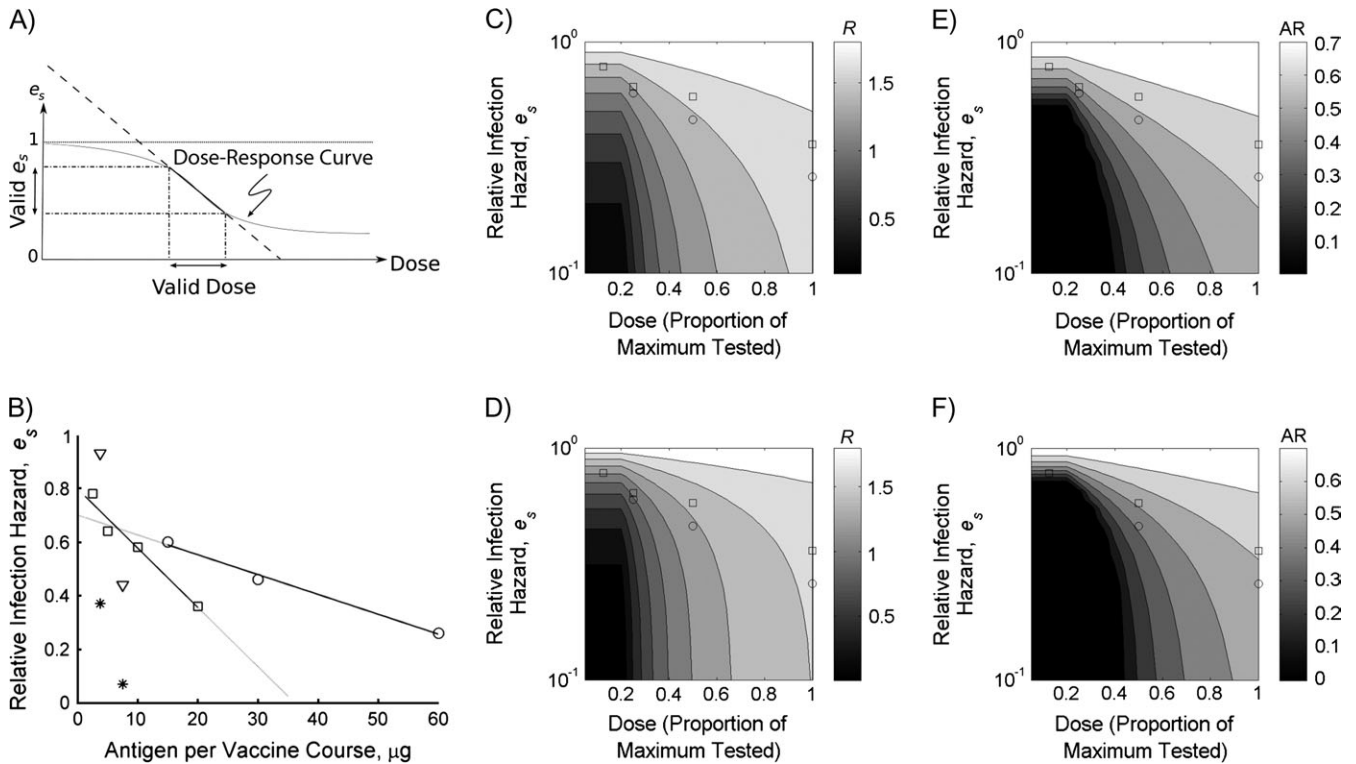 A)
e_s
1
Valid e_s
0
Dose-Response Curve
Dose
Valid Dose
B)
Relative Infection Hazard, e_s
1
0.8
0.6
0.4
0.2
0
0 10 20 30 40 50 60
Antigen per Vaccine Course, μg
C)
R
Relative Infection
Hazard, e_s
10^0
10^-1
0.2 0.4 0.6 0.8 1
Dose (Proportion of
Maximum Tested)
1.5
1
0.5
D)
R
Relative Infection
Hazard, e_s
10^0
10^-1
0.2 0.4 0.6 0.8 1
Dose (Proportion of
Maximum Tested)
1.5
1
0.5
E)
AR
Relative Infection
Hazard, e_s
10^0
10^-1
0.2 0.4 0.6 0.8 1
Dose (Proportion of
Maximum Tested)
0.7
0.6
0.5
0.4
0.3
0.2
0.1
F)
AR
Relative Infection
Hazard, e_s
10^0
10^-1
0.2 0.4 0.6 0.8 1
Dose (Proportion of
Maximum Tested)
0.6
0.5
0.4
0.3
0.2
0.1
0